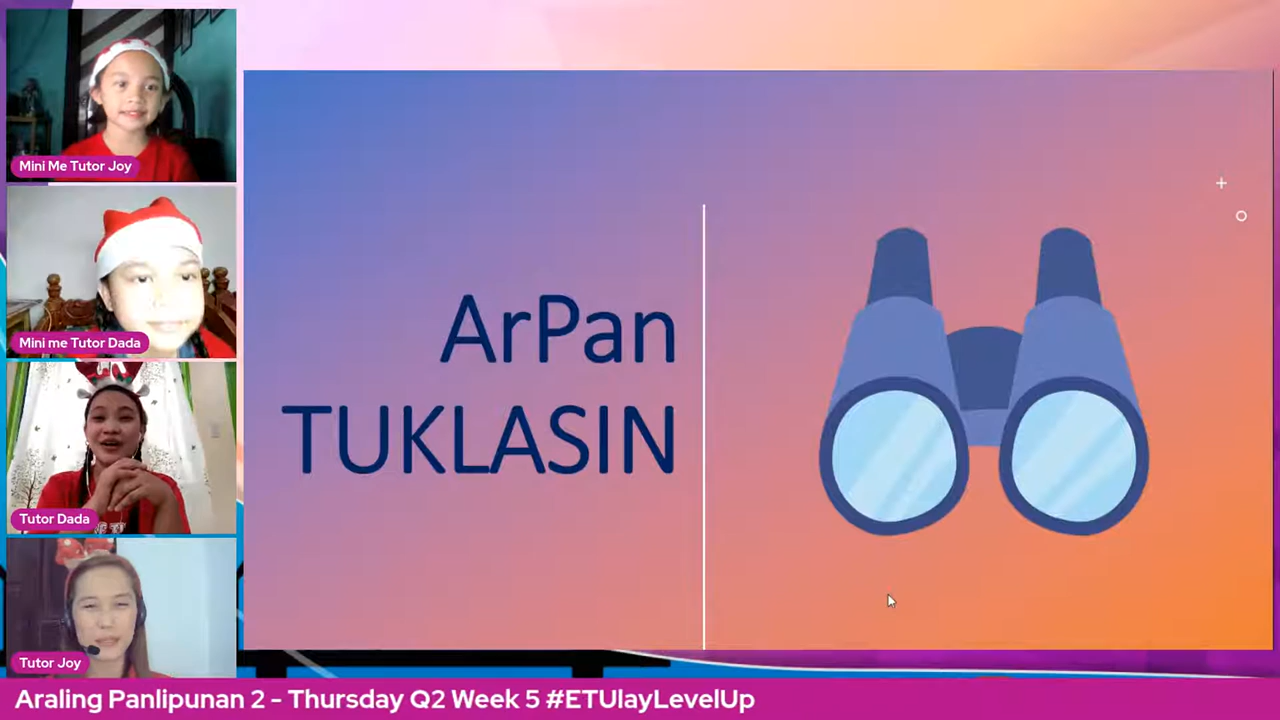 Mini Me Tutor Joy
Mini me Tutor Dada
Tutor Dada
Tutor Joy
ArPan
TUKLASIN
Araling Panlipunan 2 - Thursday Q2 Week 5 #ETUlayLevelUp